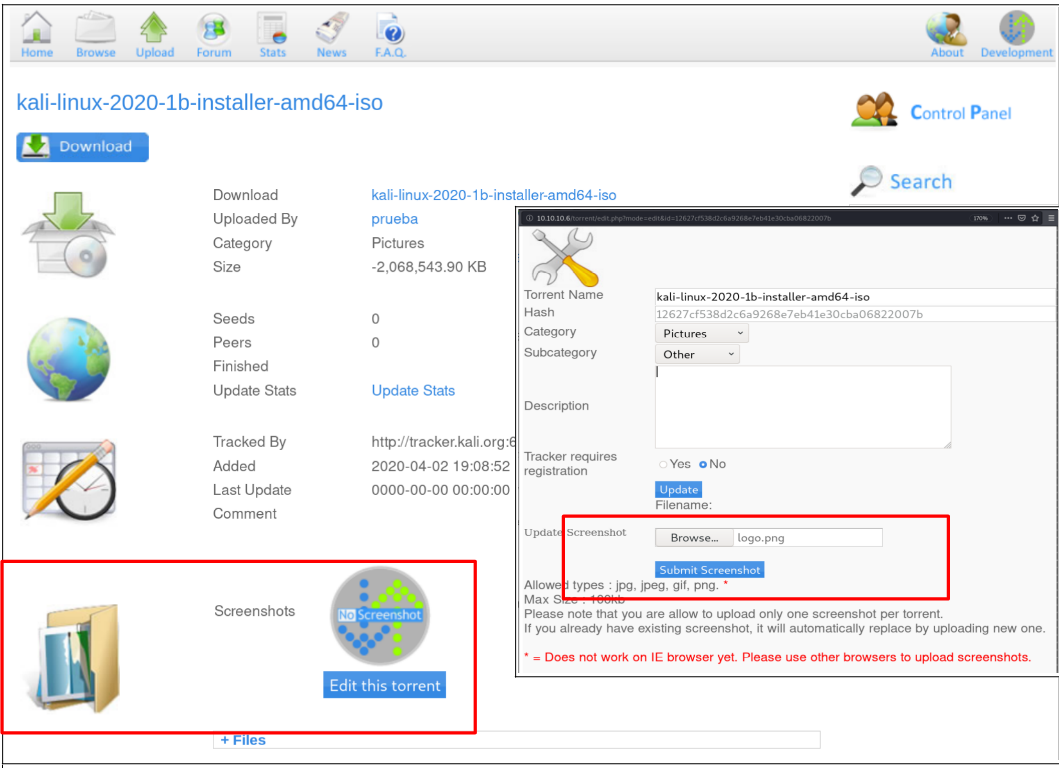 Home Browse Upload Forum Stats News F.A.Q. About Development
kali-linux-2020-1b-installer-amd64-iso
Control Panel
Download
Search
Download kali-linux-2020-1b-installer-amd64-iso
Uploaded By prueba
Category Pictures
Size -2,068,543.90 KB
Seeds 0
Peers 0
Finished
Update Stats Update Stats
Tracked By http://tracker.kali.org:6
Added 2020-04-02 19:08:52
Last Update 0000-00-00 00:00:00
Comment
Screenshots
No Screenshot
Edit this torrent
+ Files
10.10.10.6/torrent/edit.php?mode=edit&id=12627cf538d2c6a9268e7eb41e30cba06822007b 170%
Torrent Name kali-linux-2020-1b-installer-amd64-iso
Hash 12627cf538d2c6a9268e7eb41e30cba06822007b
Category Pictures
Subcategory Other
Description
Tracker requires
registration
Yes No
Update
Filename:
Update Screenshot Browse... logo.png
Submit Screenshot
Allowed types : jpg, jpeg, gif, png. *
Max Size : 100kb
Please note that you are allow to upload only one screenshot per torrent.
If you already have existing screenshot, it will automatically replace by uploading new one.
* = Does not work on IE browser yet. Please use other browsers to upload screenshots.